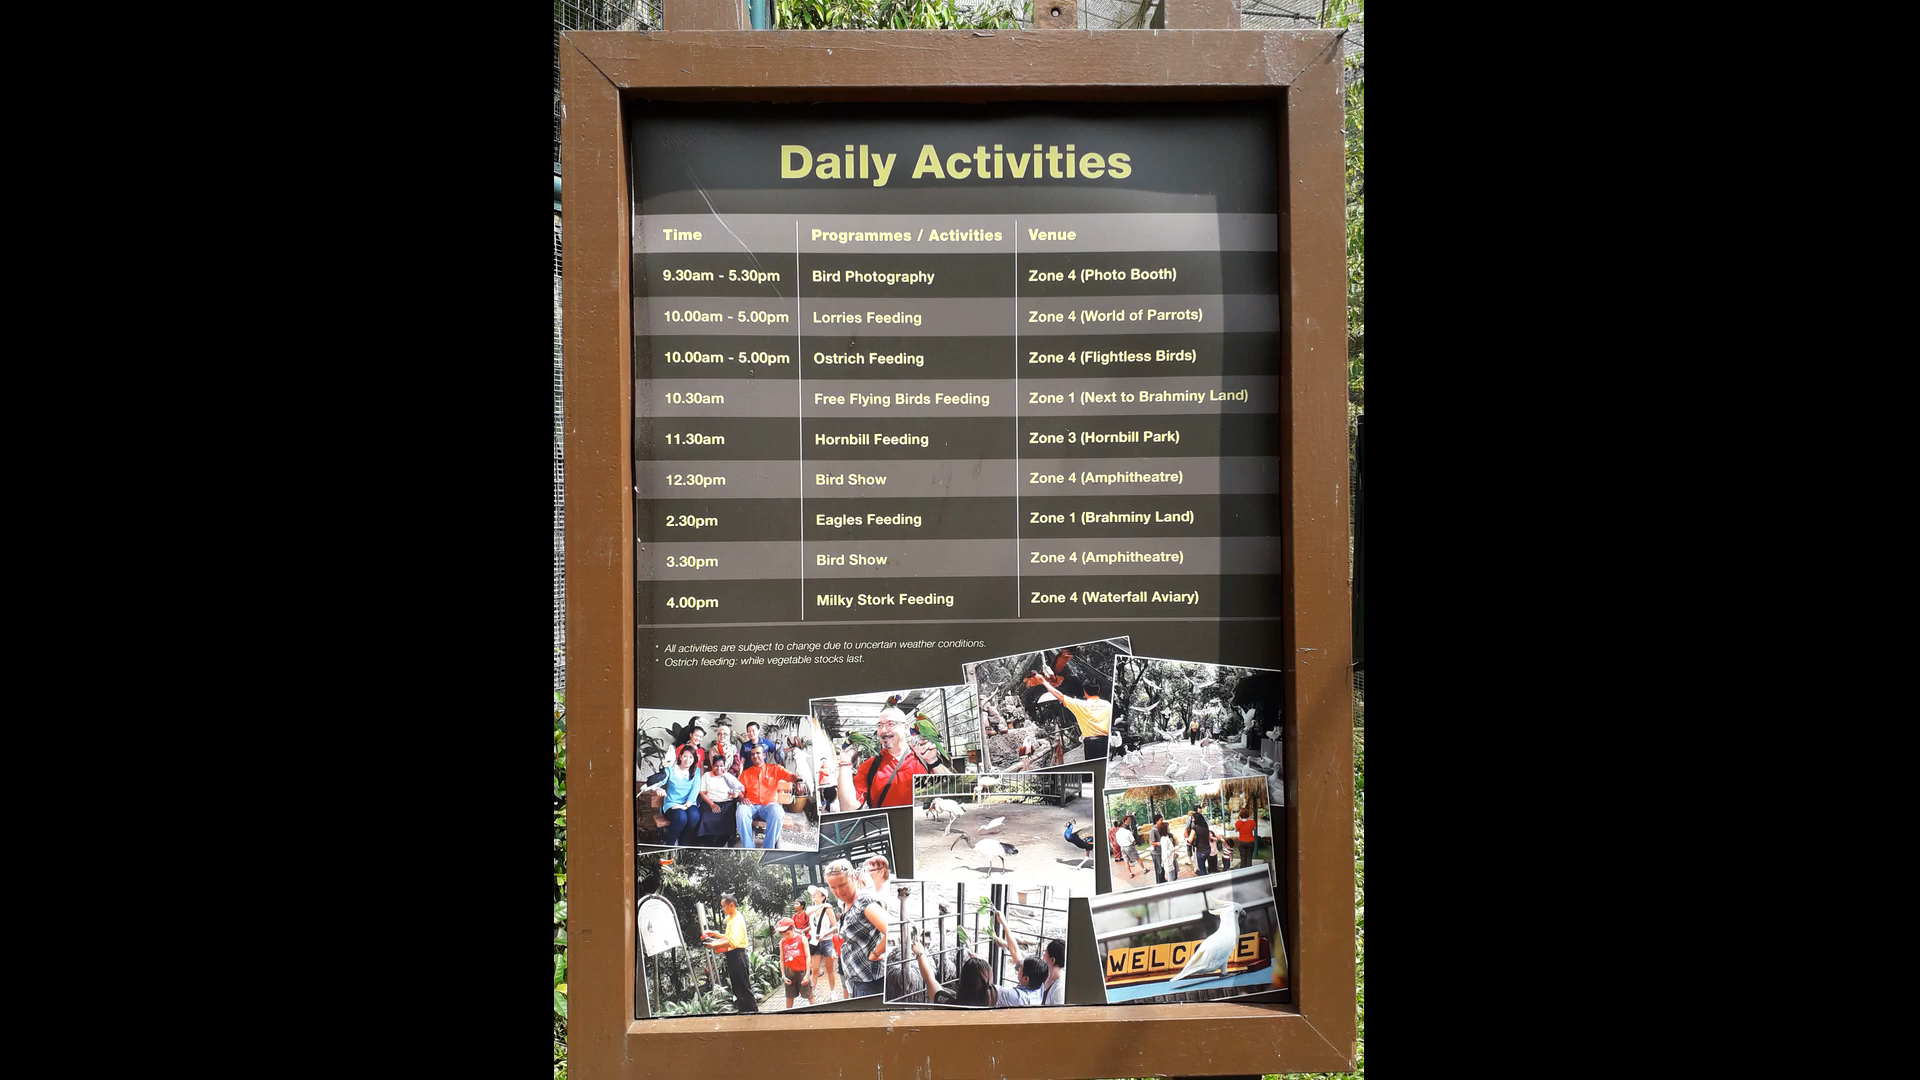 Daily Activities
Time Programmes / Activities Venue
9.30am - 5.30pm Bird Photography Zone 4 (Photo Booth)
10.00am - 5.00pm Lorries Feeding Zone 4 (World of Parrots)
10.00am - 5.00pm Ostrich Feeding Zone 4 (Flightless Birds)
10.30am Free Flying Birds Feeding Zone 1 (Next to Brahminy Land)
11.30am Hornbill Feeding Zone 3 (Hornbill Park)
12.30pm Bird Show Zone 4 (Amphitheatre)
2.30pm Eagles Feeding Zone 1 (Brahminy Land)
3.30pm Bird Show Zone 4 (Amphitheatre)
4.00pm Milky Stork Feeding Zone 4 (Waterfall Aviary)
* All activities are subject to change due to uncertain weather conditions.
* Ostrich feeding: while vegetable stocks last.
WELC E